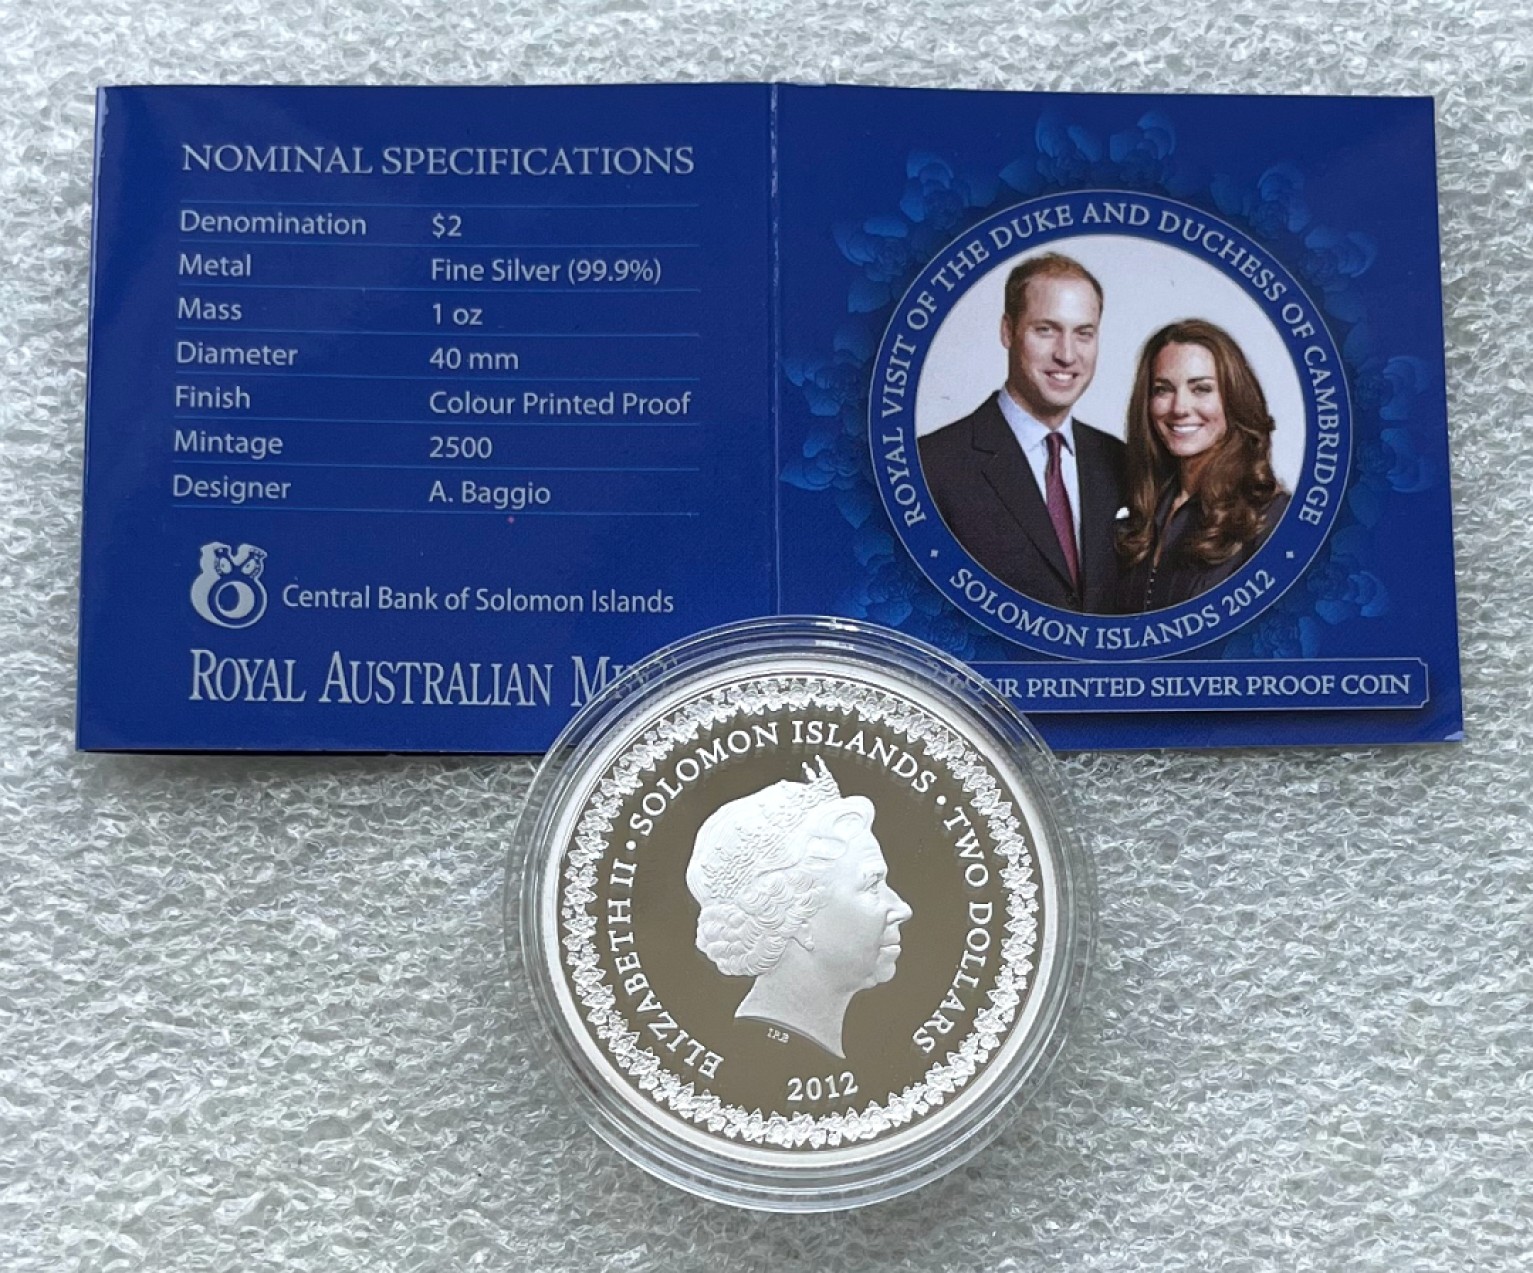 NOMINAL SPECIFICATIONS
Denomination $2
Metal Fine Silver (99.9%)
Mass 1 oz
Diameter 40 mm
Finish Colour Printed Proof
Mintage 2500
Designer A. Baggio
Central Bank of Solomon Islands
ROYAL AUSTRALIAN
ROYAL VISIT OF THE DUKE AND DUCHESS OF CAMBRIDGE
SOLOMON ISLANDS 2012
PRINTED SILVER PROOF COIN
ELIZABETH II • SOLOMON ISLANDS • TWO DOLLARS
IRB
2012